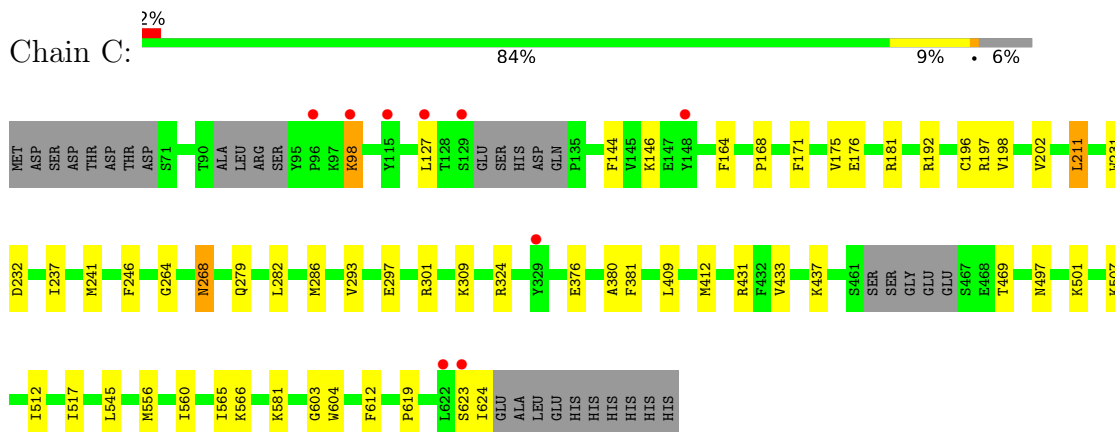 2%
Chain C:
84% 9% • 6%
MET ASP SER ASP THR ASP THR ASP S71 T90 ALA LEU ARG SER Y95 P96 K97 K98 Y115 L127 T128 S129 GLU SER HIS ASP GLN P135 F144 V145 K146 E147 Y148 F164 P168 F171 V175 E176 R181 R192 C196 R197 V198 V202 L211 W231
D232 I237 M241 F246 G264 N268 Q279 L282 M286 V293 E297 R301 K309 R324 Y329 E376 A380 F381 L409 M412 R431 F432 V433 K437 S461 SER SER GLY GLU GLU S467 E468 T469 N497 K501 K507
I512 I517 L545 M556 I560 I565 K566 K581 G603 W604 F612 P619 L622 S623 I624 GLU ALA LEU GLU HIS HIS HIS HIS HIS HIS